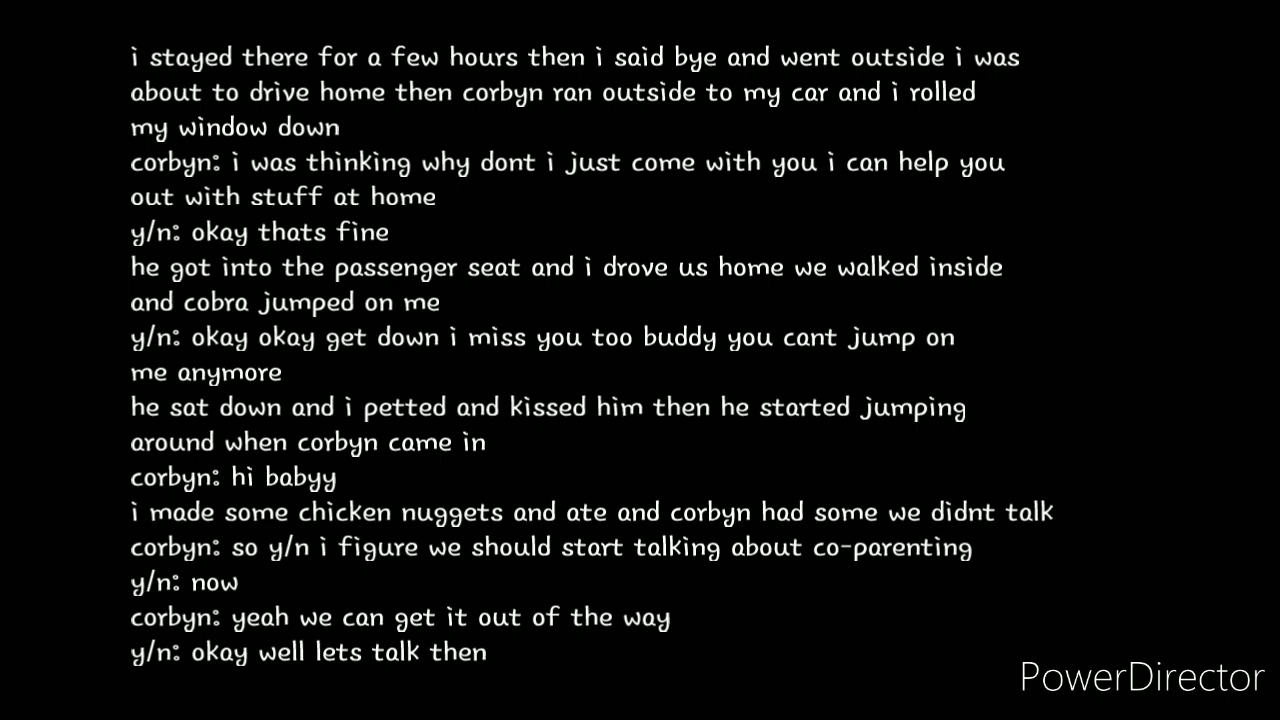 i stayed there for a few hours then i said bye and went outside i was
about to drive home then corbyn ran outside to my car and i rolled
my window down
corbyn: i was thinking why dont i just come with you i can help you
out with stuff at home
y/n: okay thats fine
he got into the passenger seat and i drove us home we walked inside
and cobra jumped on me
y/n: okay okay get down i miss you too buddy you cant jump on
me anymore
he sat down and i petted and kissed him then he started jumping
around when corbyn came in
corbyn: hi babyy
i made some chicken nuggets and ate and corbyn had some we didnt talk
corbyn: so y/n i figure we should start talking about co-parenting
y/n: now
corbyn: yeah we can get it out of the way
y/n: okay well lets talk then
PowerDirector